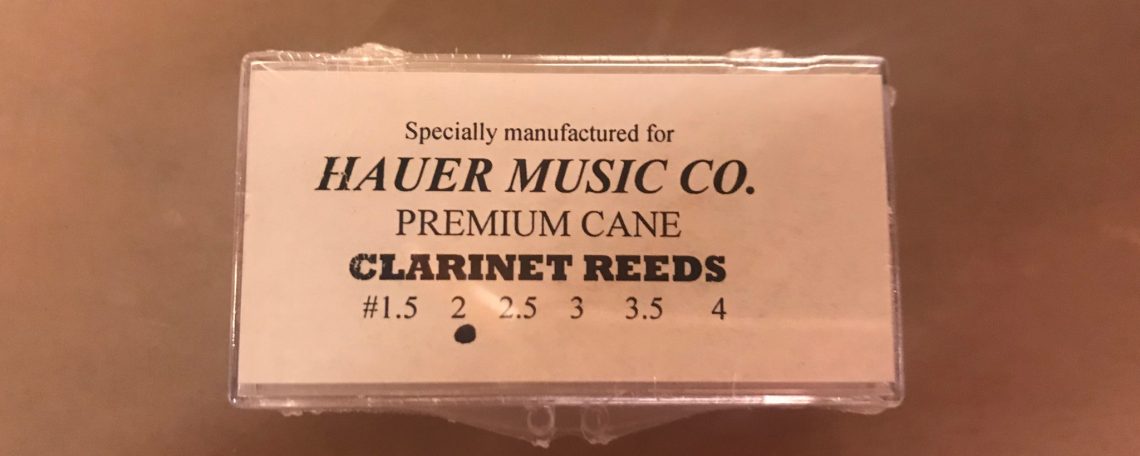 Specially manufactured for
HAUER MUSIC CO.
PREMIUM CANE
CLARINET REEDS
#1.5 2 2.5 3 3.5 4